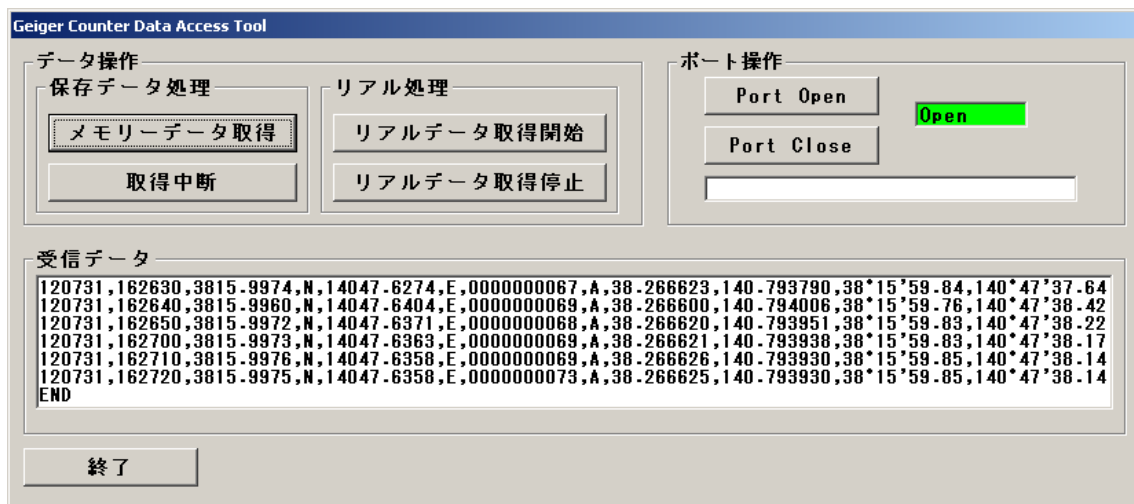 Geiger Counter Data Access Tool
データ操作
保存データ処理
メモリーデータ取得
取得中断
リアル処理
リアルデータ取得開始
リアルデータ取得停止
ポート操作
Port Open
Open
Port Close
受信データ
120731,162630,3815.9974,N,14047.6274,E,0000000067,A,38.266623,140.793790,38°15'59.84,140°47'37.64
120731,162640,3815.9960,N,14047.6404,E,0000000069,A,38.266600,140.794006,38°15'59.76,140°47'38.42
120731,162650,3815.9972,N,14047.6371,E,0000000068,A,38.266620,140.793951,38°15'59.83,140°47'38.22
120731,162700,3815.9973,N,14047.6363,E,0000000069,A,38.266621,140.793938,38°15'59.83,140°47'38.17
120731,162710,3815.9976,N,14047.6358,E,0000000069,A,38.266626,140.793930,38°15'59.85,140°47'38.14
120731,162720,3815.9975,N,14047.6358,E,0000000073,A,38.266625,140.793930,38°15'59.85,140°47'38.14
END
終了